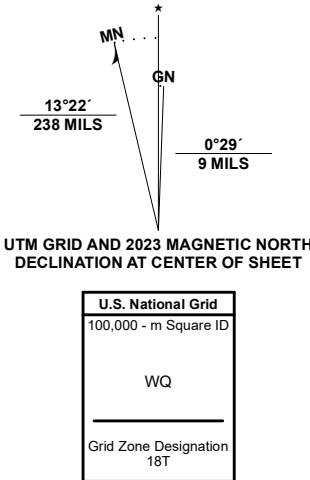 ★
MN
GN
13°22´
238 MILS
0°29´
9 MILS
UTM GRID AND 2023 MAGNETIC NORTH
DECLINATION AT CENTER OF SHEET
U.S. National Grid
100,000 - m Square ID
WQ
Grid Zone Designation
18T